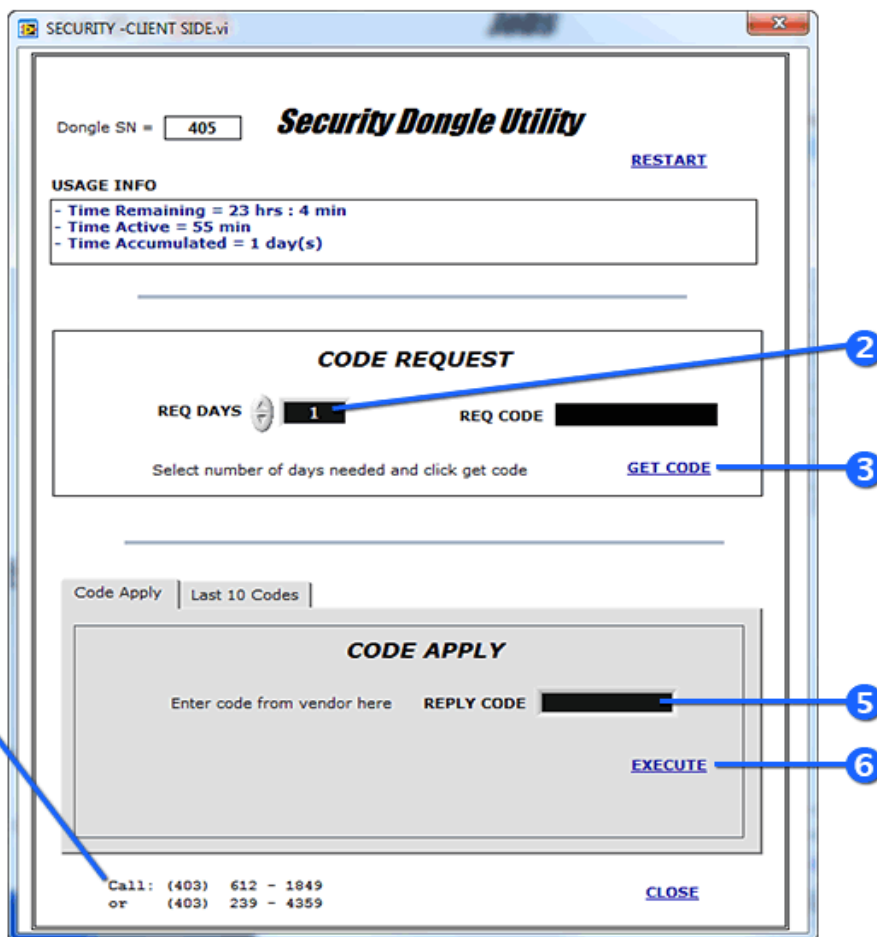 SECURITY -CLIENT SIDE.vi
Jobs
Dongle SN = 405
Security Dongle Utility
RESTART
USAGE INFO
- Time Remaining = 23 hrs : 4 min
- Time Active = 55 min
- Time Accumulated = 1 day(s)
CODE REQUEST
2
REQ DAYS 1 REQ CODE
Select number of days needed and click get code GET CODE 3
Code Apply Last 10 Codes
CODE APPLY
Enter code from vendor here REPLY CODE 5
EXECUTE 6
Call: (403) 612 - 1849
or (403) 239 - 4359
CLOSE